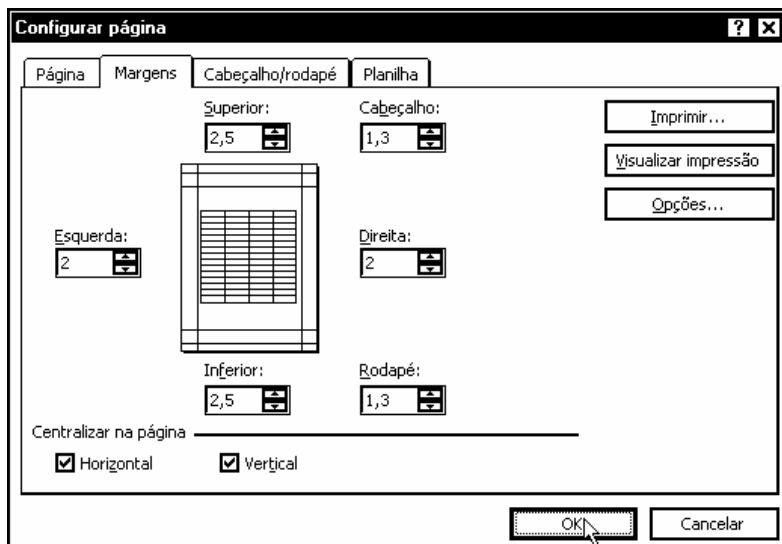 Configurar página
Página Margens Cabeçalho/rodapé Planilha
Superior: Cabeçalho:
2,5 1,3
Imprimir...
Visualizar impressão
Opções...
Esquerda: Direita:
2 2
Inferior: Rodapé:
2,5 1,3
Centralizar na página
Horizontal Vertical
OK Cancelar